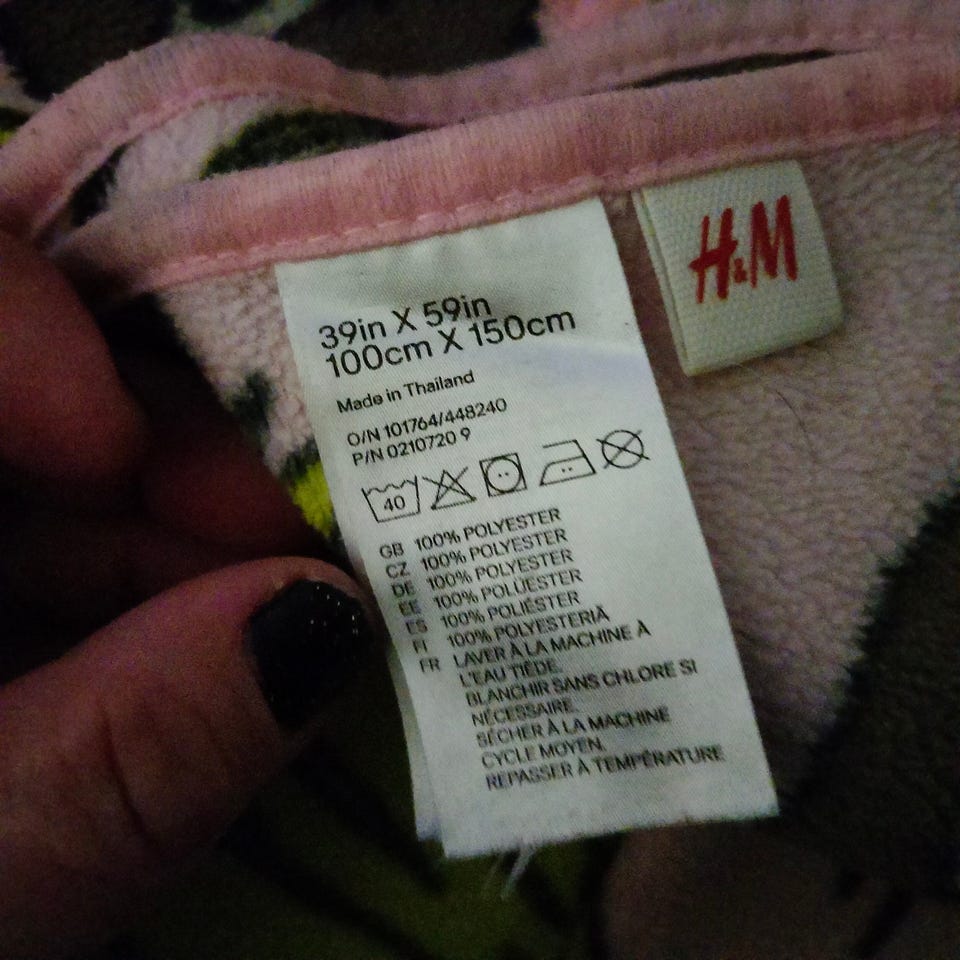 H&M
39in X 59in
100cm X 150cm
Made in Thailand
O/N 101764/448240
P/N 0210720 9
40
GB 100% POLYESTER
CZ 100% POLYESTER
DE 100% POLYESTER
EE 100% POLÜESTER
ES 100% POLIÉSTER
FI 100% POLYESTERIÄ
FR LAVER À LA MACHINE À
L'EAU TIÈDE.
BLANCHIR SANS CHLORE SI
NÉCESSAIRE.
SÉCHER À LA MACHINE
CYCLE MOYEN.
REPASSER À TEMPÉRATURE